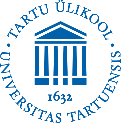 TARTU ÜLIKOOL
1632
UNIVERSITAS TARTUENSIS